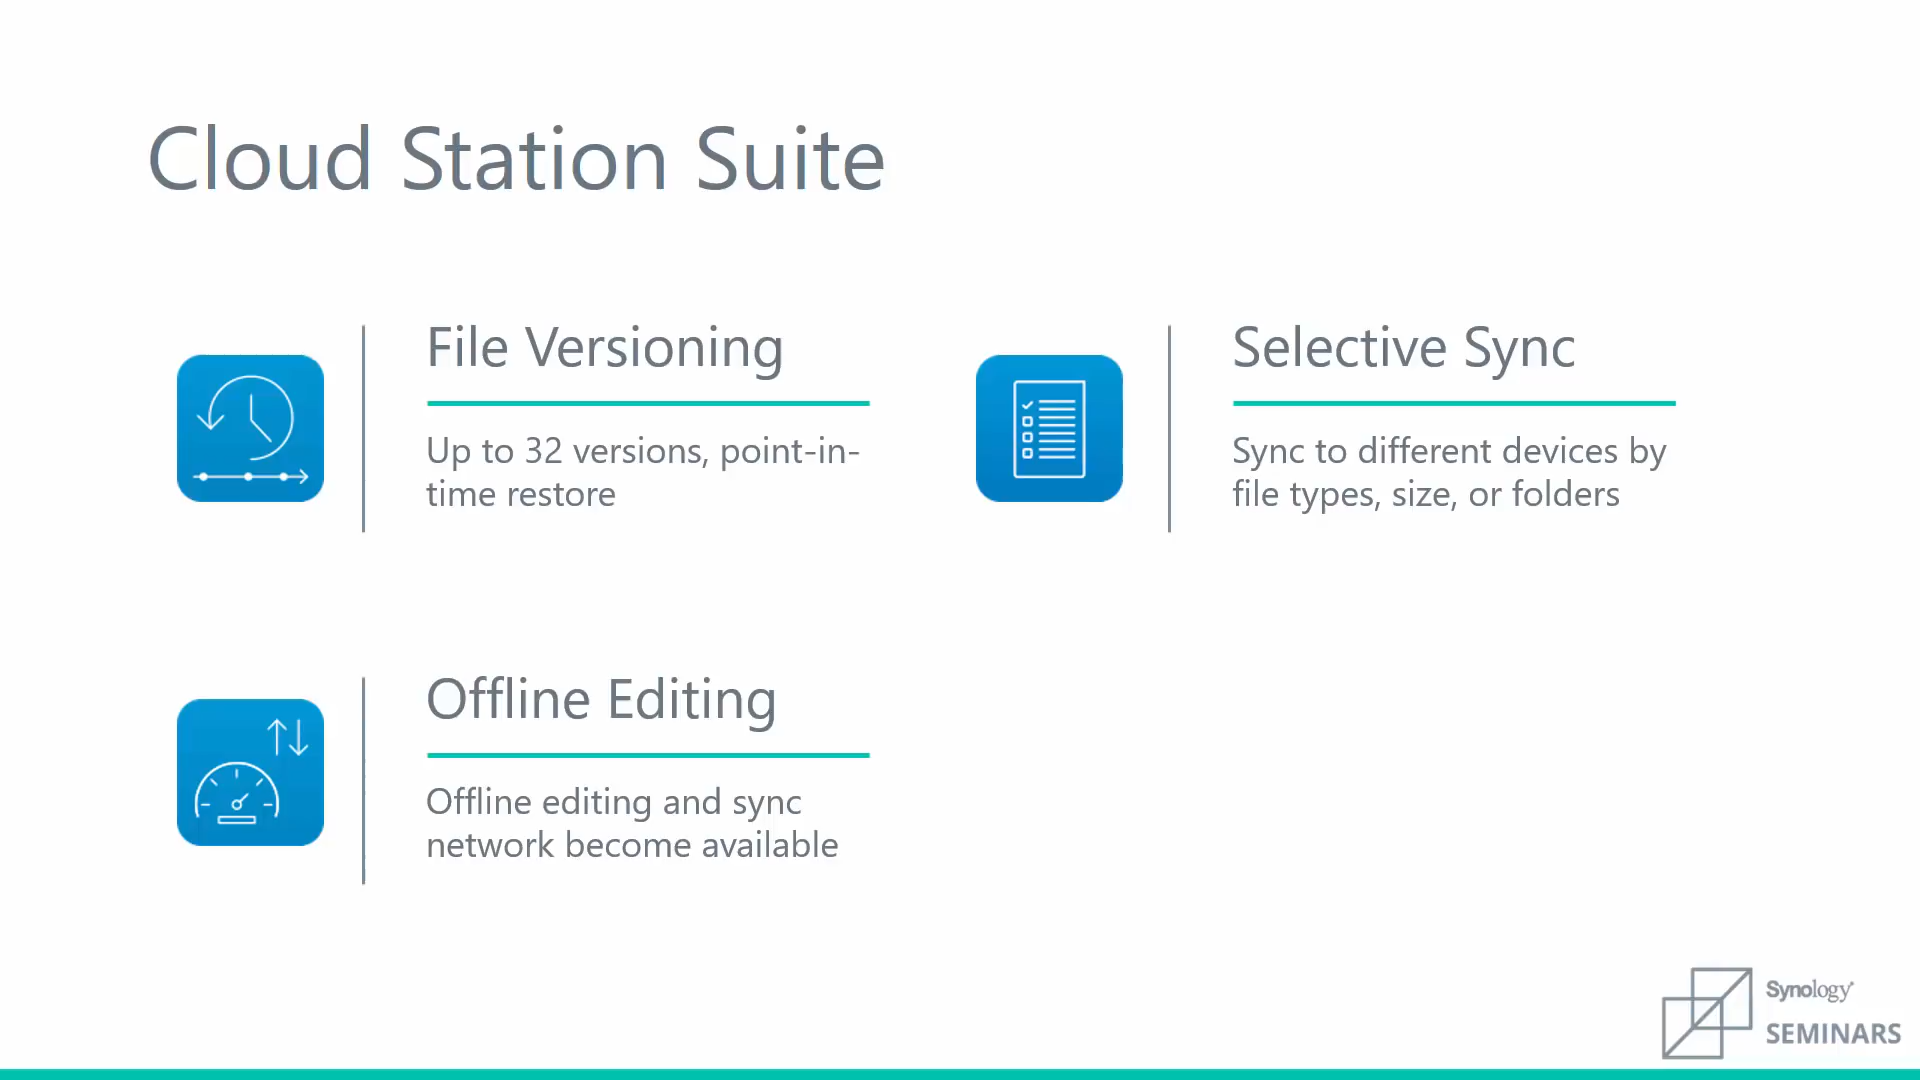 Cloud Station Suite
File Versioning
Up to 32 versions, point-in-
time restore
Selective Sync
Sync to different devices by
file types, size, or folders
Offline Editing
Offline editing and sync
network become available
Synology
SEMINARS